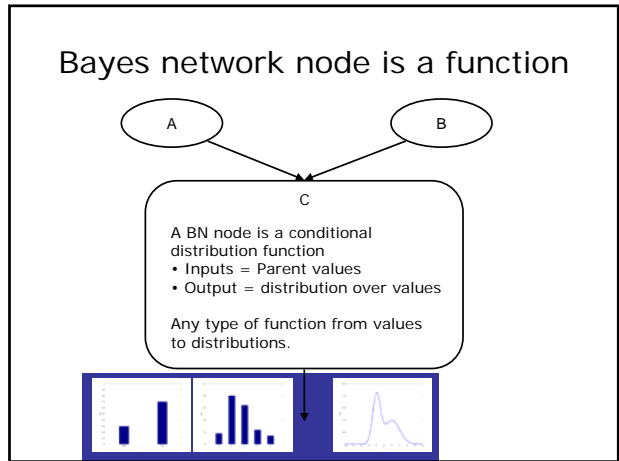 Bayes network node is a function
A
B
C
A BN node is a conditional
distribution function
• Inputs = Parent values
• Output = distribution over values
Any type of function from values
to distributions.